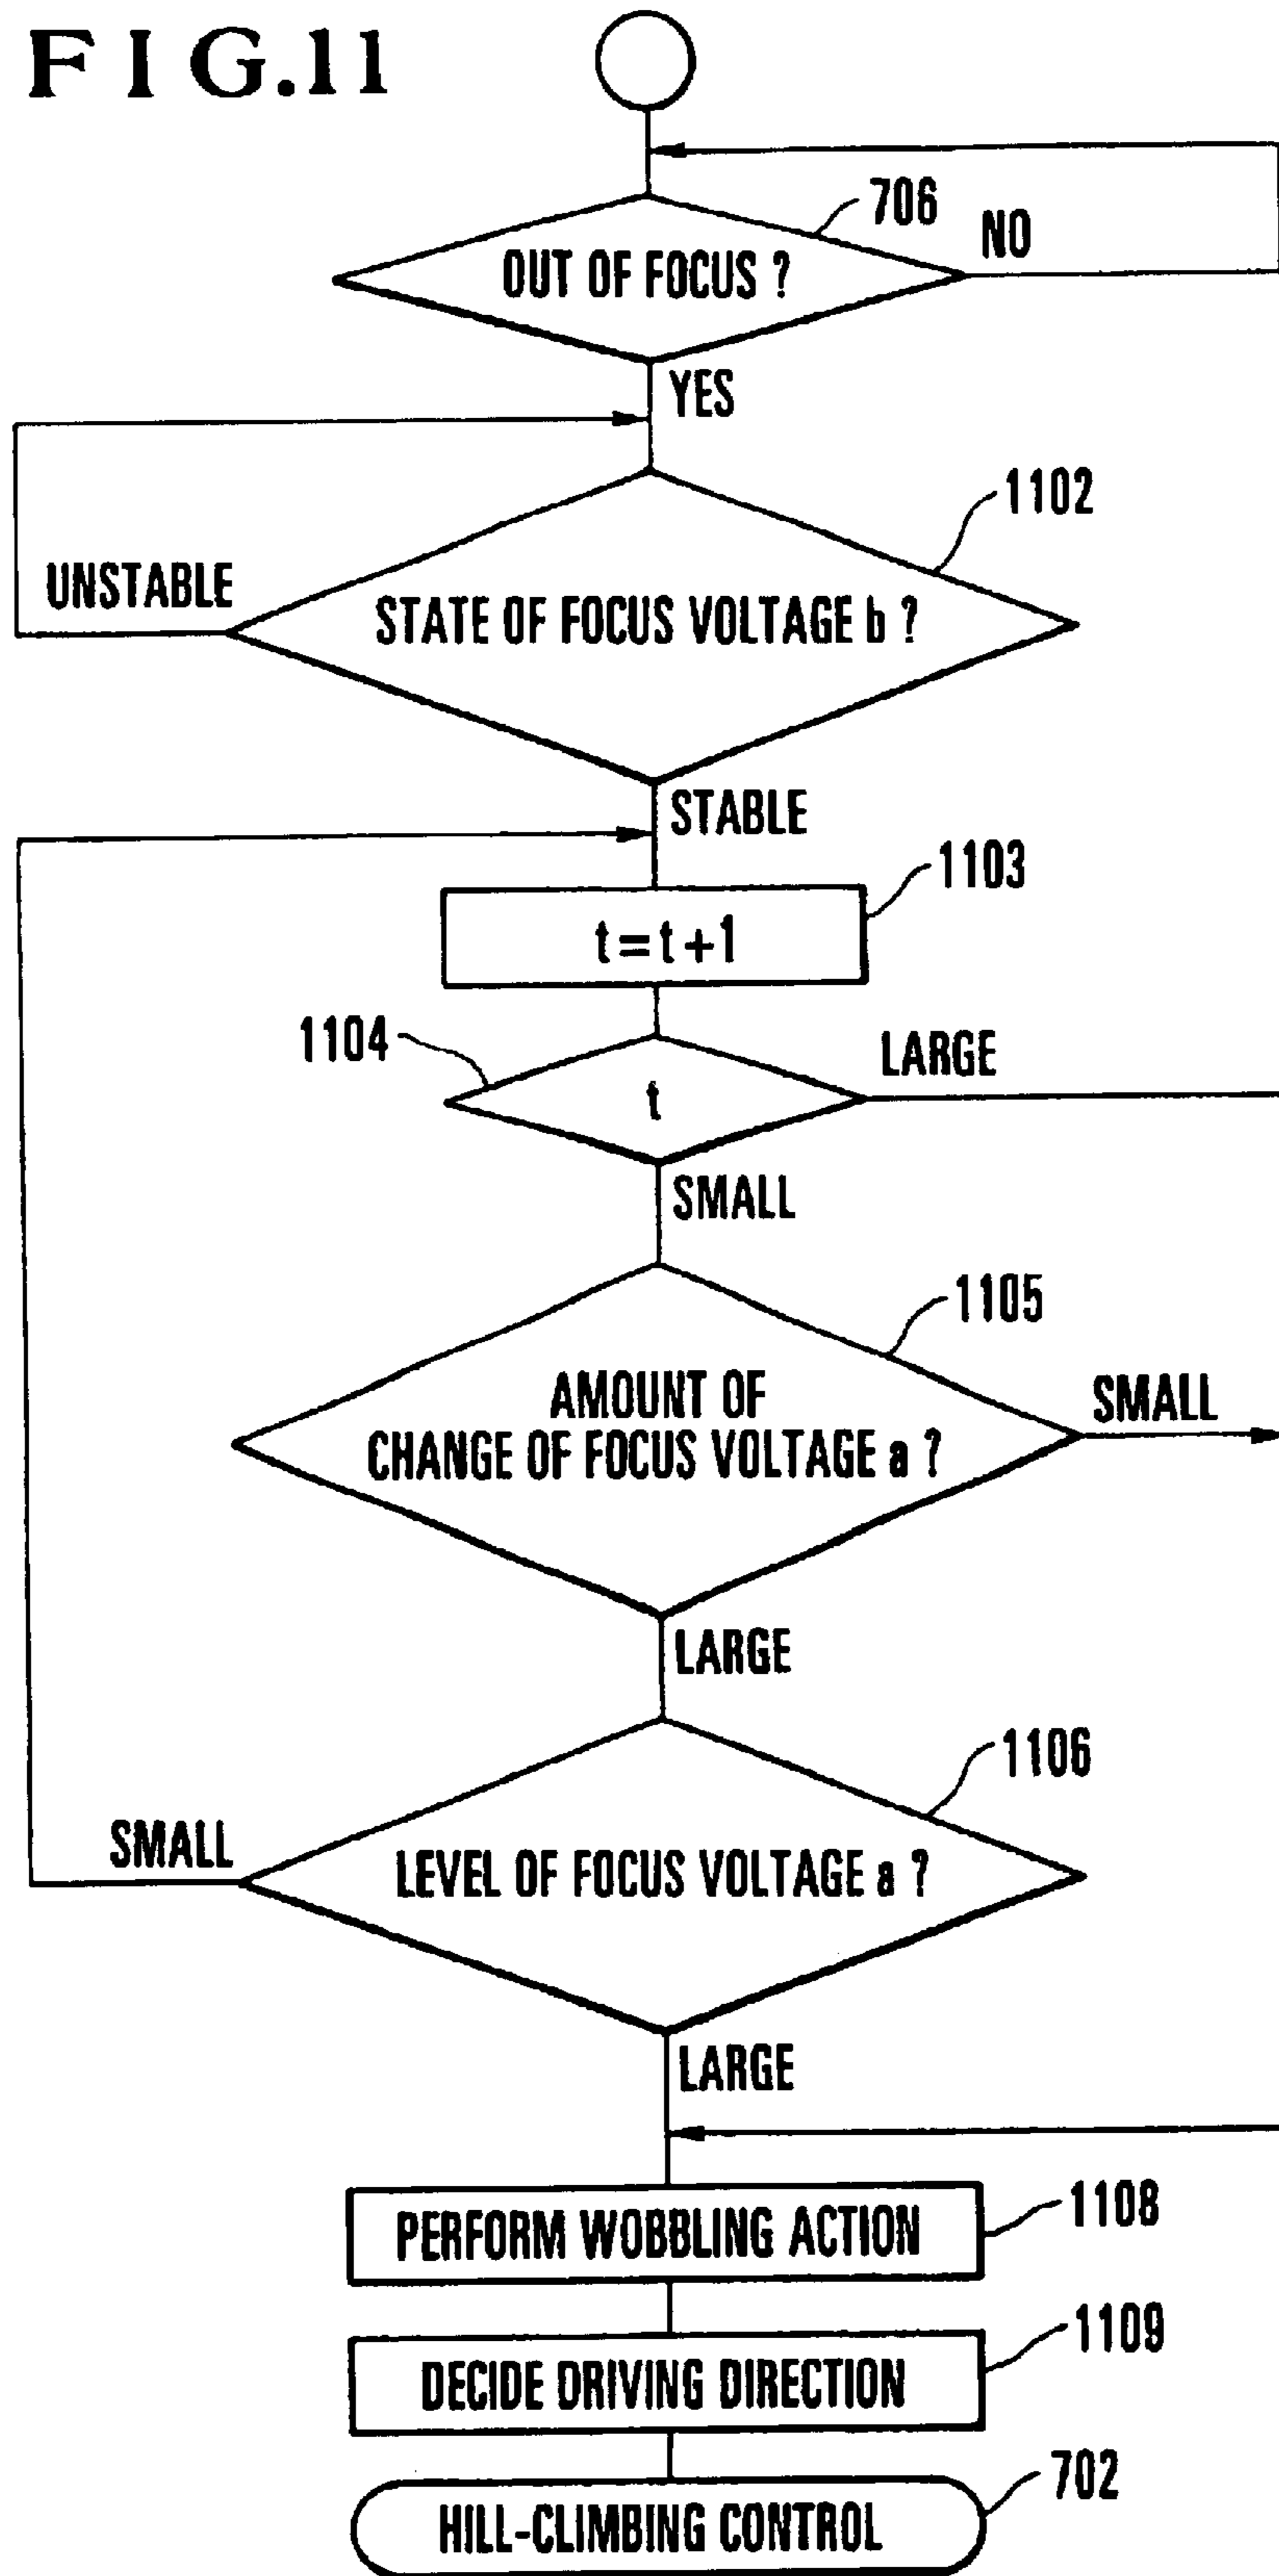 FIG.11
706
OUT OF FOCUS ?
NO
YES
1102
UNSTABLE
STATE OF FOCUS VOLTAGE b ?
STABLE
1103
t=t+1
1104
LARGE
t
SMALL
1105
AMOUNT OF
CHANGE OF FOCUS VOLTAGE a ?
SMALL
LARGE
1106
SMALL
LEVEL OF FOCUS VOLTAGE a ?
LARGE
1108
PERFORM WOBBLING ACTION
1109
DECIDE DRIVING DIRECTION
702
HILL-CLIMBING CONTROL